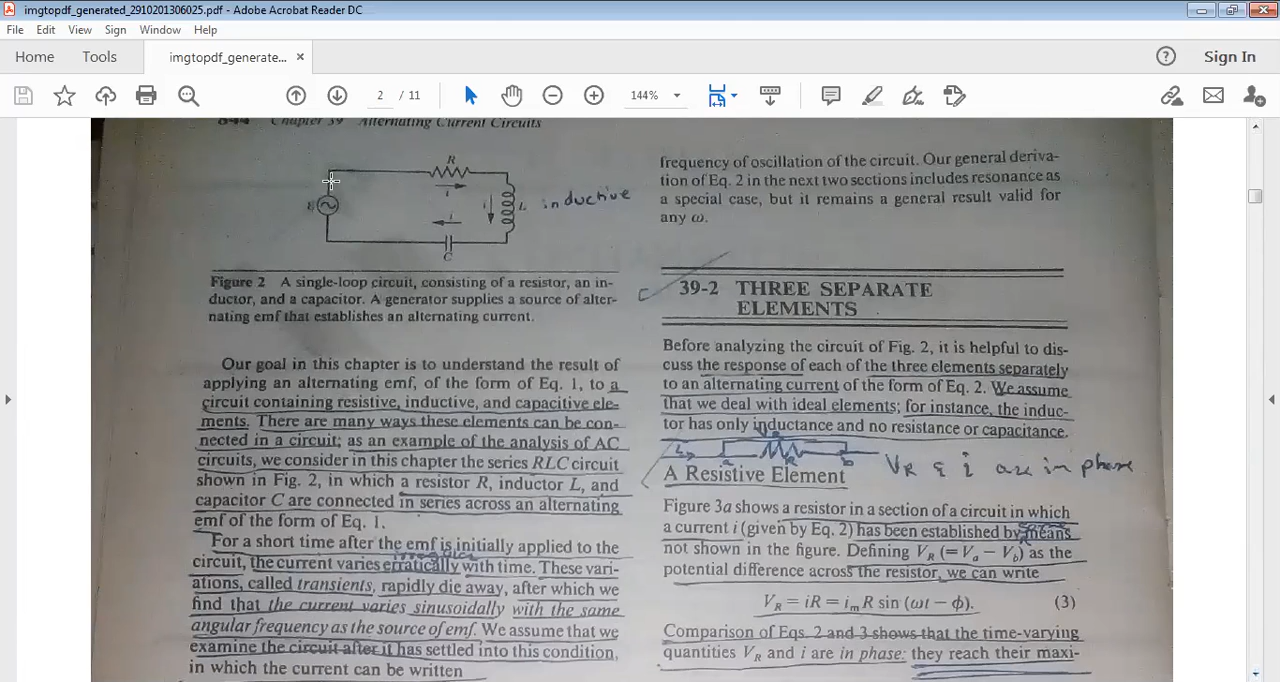 imgtopdf_generated_2910201306025.pdf - Adobe Acrobat Reader DC
File Edit View Sign Window Help
Home Tools imgtopdf_generate... × Sign In
2 / 11 144%
Chapter 39 Alternating Current Circuits
R
i
E
i
L
inductive
i
C
Figure 2 A single-loop circuit, consisting of a resistor, an in-
ductor, and a capacitor. A generator supplies a source of alter-
nating emf that establishes an alternating current.
Our goal in this chapter is to understand the result of
applying an alternating emf, of the form of Eq. 1, to a
circuit containing resistive, inductive, and capacitive ele-
ments. There are many ways these elements can be con-
nected in a circuit; as an example of the analysis of AC
circuits, we consider in this chapter the series RLC circuit
shown in Fig. 2, in which a resistor R, inductor L, and
capacitor C are connected in series across an alternating
emf of the form of Eq. 1.
For a short time after the emf is initially applied to the
circuit, the current varies erratically with time. These vari-
ations, called transients, rapidly die away, after which we
find that the current varies sinusoidally with the same
angular frequency as the source of emf. We assume that we
examine the circuit after it has settled into this condition,
in which the current can be written
frequency of oscillation of the circuit. Our general deriva-
tion of Eq. 2 in the next two sections includes resonance as
a special case, but it remains a general result valid for
any ω.
39-2 THREE SEPARATE
ELEMENTS
Before analyzing the circuit of Fig. 2, it is helpful to dis-
cuss the response of each of the three elements separately
to an alternating current of the form of Eq. 2. We assume
that we deal with ideal elements; for instance, the induc-
tor has only inductance and no resistance or capacitance.
a R b
VR & i are in phase
A Resistive Element
Figure 3a shows a resistor in a section of a circuit in which
a current i (given by Eq. 2) has been established by means
not shown in the figure. Defining VR (= Va − Vb) as the
potential difference across the resistor, we can write
VR = iR = imR sin (ωt − ϕ). (3)
Comparison of Eqs. 2 and 3 shows that the time-varying
quantities VR and i are in phase: they reach their maxi-